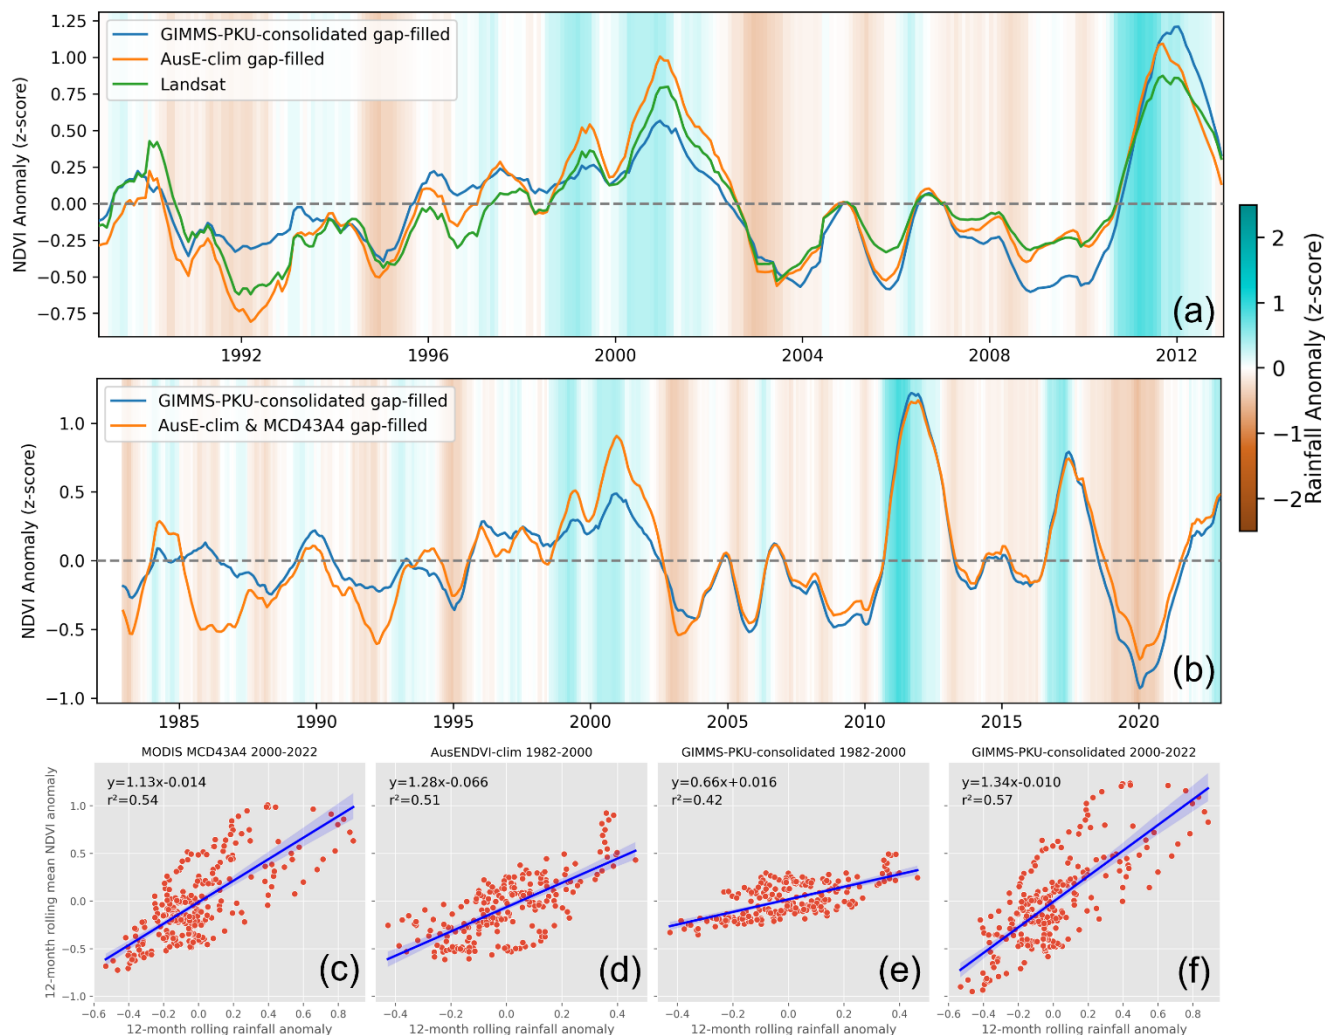 GIMMS-PKU-consolidated gap-filled
AusE-clim gap-filled
Landsat
NDVI Anomaly (z-score)
1.25
1.00
0.75
0.50
0.25
0.00
−0.25
−0.50
−0.75
(a)
1992
1996
2000
2004
2008
2012
2
1
0
−1
−2
Rainfall Anomaly (z-score)
GIMMS-PKU-consolidated gap-filled
AusE-clim & MCD43A4 gap-filled
NDVI Anomaly (z-score)
1.0
0.5
0.0
−0.5
−1.0
(b)
1985
1990
1995
2000
2005
2010
2015
2020
MODIS MCD43A4 2000-2022
y=1.13x-0.014
r²=0.54
12-month rolling mean NDVI anomaly
1.0
0.5
0.0
−0.5
−1.0
(c)
−0.6
−0.4
−0.2
0.0
0.2
0.4
0.6
0.8
12-month rolling rainfall anomaly
AusENDVI-clim 1982-2000
y=1.28x-0.066
r²=0.51
(d)
−0.4
−0.2
0.0
0.2
0.4
12-month rolling rainfall anomaly
GIMMS-PKU-consolidated 1982-2000
y=0.66x+0.016
r²=0.42
(e)
−0.4
−0.2
0.0
0.2
0.4
12-month rolling rainfall anomaly
GIMMS-PKU-consolidated 2000-2022
y=1.34x-0.010
r²=0.57
(f)
−0.6
−0.4
−0.2
0.0
0.2
0.4
0.6
0.8
12-month rolling rainfall anomaly